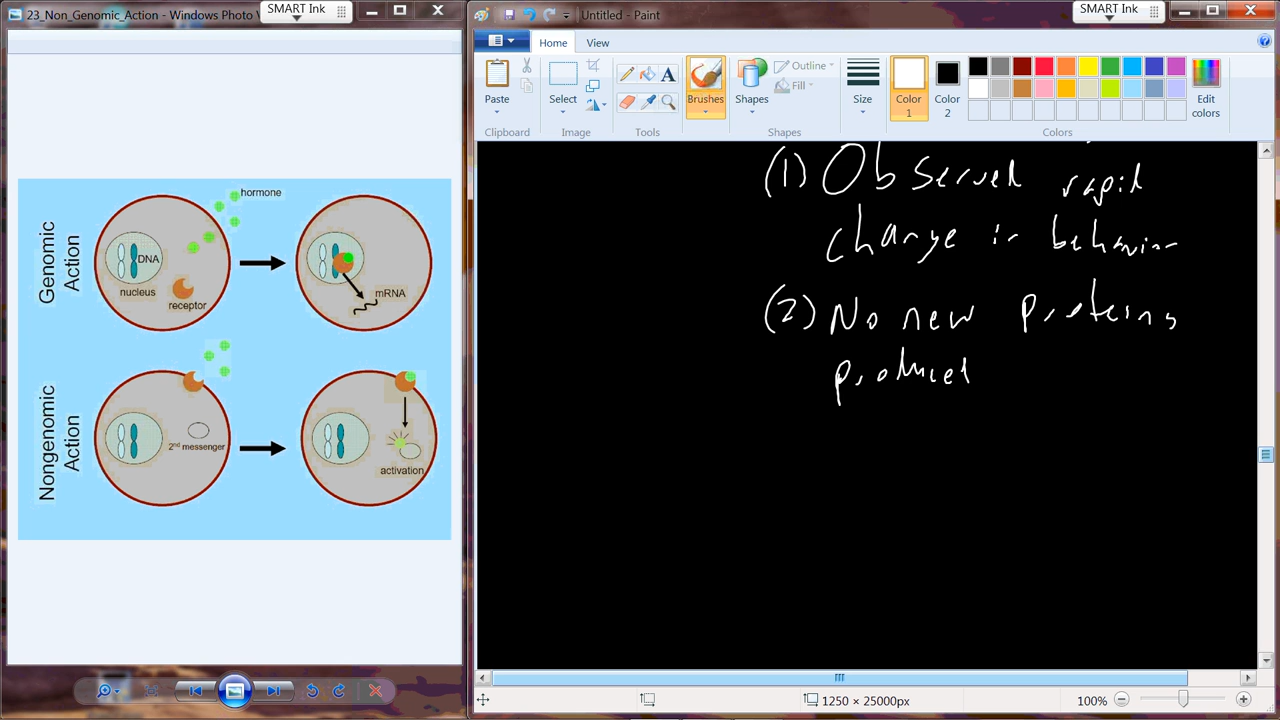 23_Non_Genomic_Action - Windows Photo V
SMART Ink
Untitled - Paint
SMART Ink
Home
View
Paste
Select
Brushes
Shapes
Outline
Fill
Size
Color 1
Color 2
Edit colors
Clipboard
Image
Tools
Shapes
Colors
Genomic Action
hormone
DNA
nucleus
receptor
mRNA
Nongenomic Action
2nd messenger
activation
(1) Observed rapid
change in behavior
(2) No new proteins
produced
1250 × 25000px
100%